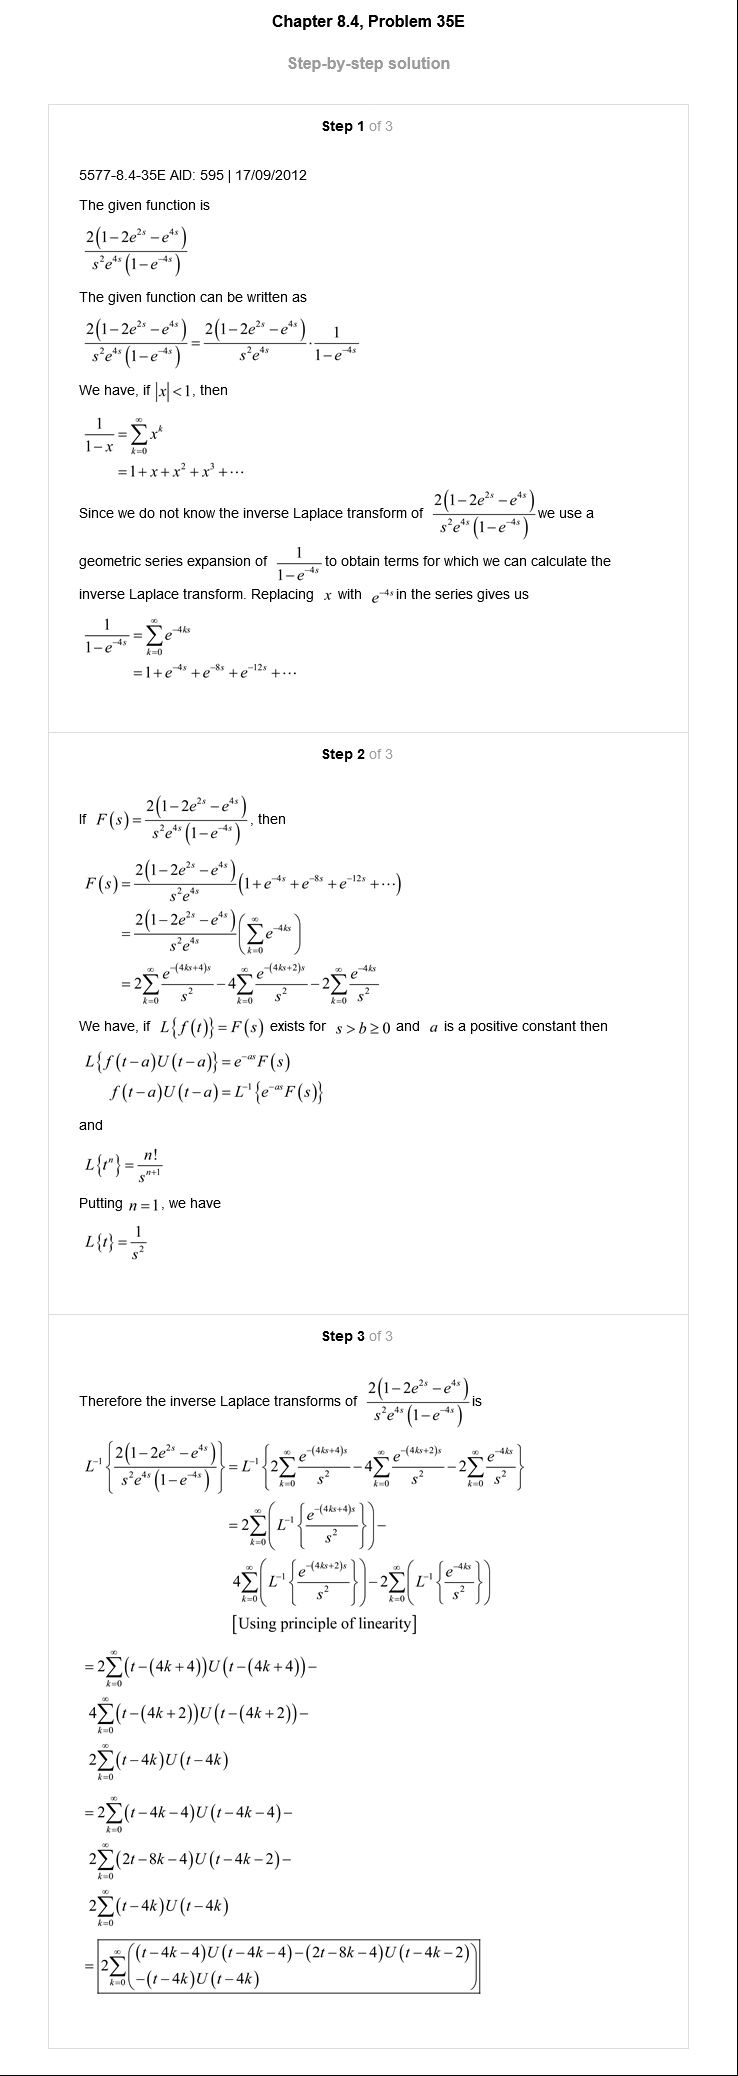 Chapter 8.4, Problem 35E
Step-by-step solution
Step 1 of 3
5577-8.4-35E AID: 595 | 17/09/2012
The given function is
\frac{2(1-2e^{2s}-e^{4s})}{s^2e^{4s}(1-e^{-4s})}
The given function can be written as
\frac{2(1-2e^{2s}-e^{4s})}{s^2e^{4s}(1-e^{-4s})}=\frac{2(1-2e^{2s}-e^{4s})}{s^2e^{4s}}\cdot\frac{1}{1-e^{-4s}}
We have, if |x|<1, then
\frac{1}{1-x}=\sum_{k=0}^{\infty}x^k
=1+x+x^2+x^3+\cdots
Since we do not know the inverse Laplace transform of \frac{2(1-2e^{2s}-e^{4s})}{s^2e^{4s}(1-e^{-4s})} we use a
geometric series expansion of \frac{1}{1-e^{-4s}} to obtain terms for which we can calculate the
inverse Laplace transform. Replacing x with e^{-4s} in the series gives us
\frac{1}{1-e^{-4s}}=\sum_{k=0}^{\infty}e^{-4ks}
=1+e^{-4s}+e^{-8s}+e^{-12s}+\cdots
Step 2 of 3
If F(s)=\frac{2(1-2e^{2s}-e^{4s})}{s^2e^{4s}(1-e^{-4s})}, then
F(s)=\frac{2(1-2e^{2s}-e^{4s})}{s^2e^{4s}}(1+e^{-4s}+e^{-8s}+e^{-12s}+\cdots)
=\frac{2(1-2e^{2s}-e^{4s})}{s^2e^{4s}}\left(\sum_{k=0}^{\infty}e^{-4ks}\right)
=2\sum_{k=0}^{\infty}\frac{e^{-(4ks+4)s}}{s^2}-4\sum_{k=0}^{\infty}\frac{e^{-(4ks+2)s}}{s^2}-2\sum_{k=0}^{\infty}\frac{e^{-4ks}}{s^2}
We have, if L{f(t)}=F(s) exists for s>b≥0 and a is a positive constant then
L{f(t-a)U(t-a)}=e^{-as}F(s)
f(t-a)U(t-a)=L^{-1}{e^{-as}F(s)}
and
L{t^n}=\frac{n!}{s^{n+1}}
Putting n=1, we have
L{t}=\frac{1}{s^2}
Step 3 of 3
Therefore the inverse Laplace transforms of \frac{2(1-2e^{2s}-e^{4s})}{s^2e^{4s}(1-e^{-4s})} is
L^{-1}\left\{\frac{2(1-2e^{2s}-e^{4s})}{s^2e^{4s}(1-e^{-4s})}\right\}=L^{-1}\left\{2\sum_{k=0}^{\infty}\frac{e^{-(4ks+4)s}}{s^2}-4\sum_{k=0}^{\infty}\frac{e^{-(4ks+2)s}}{s^2}-2\sum_{k=0}^{\infty}\frac{e^{-4ks}}{s^2}\right\}
=2\sum_{k=0}^{\infty}\left(L^{-1}\left\{\frac{e^{-(4ks+4)s}}{s^2}\right\}\right)-
4\sum_{k=0}^{\infty}\left(L^{-1}\left\{\frac{e^{-(4ks+2)s}}{s^2}\right\}\right)-2\sum_{k=0}^{\infty}\left(L^{-1}\left\{\frac{e^{-4ks}}{s^2}\right\}\right)
[Using principle of linearity]
=2\sum_{k=0}^{\infty}(t-(4k+4))U(t-(4k+4))-
4\sum_{k=0}^{\infty}(t-(4k+2))U(t-(4k+2))-
2\sum_{k=0}^{\infty}(t-4k)U(t-4k)
=2\sum_{k=0}^{\infty}(t-4k-4)U(t-4k-4)-
2\sum_{k=0}^{\infty}(2t-8k-4)U(t-4k-2)-
2\sum_{k=0}^{\infty}(t-4k)U(t-4k)
=2\sum_{k=0}^{\infty}((t-4k-4)U(t-4k-4)-(2t-8k-4)U(t-4k-2)
-(t-4k)U(t-4k))